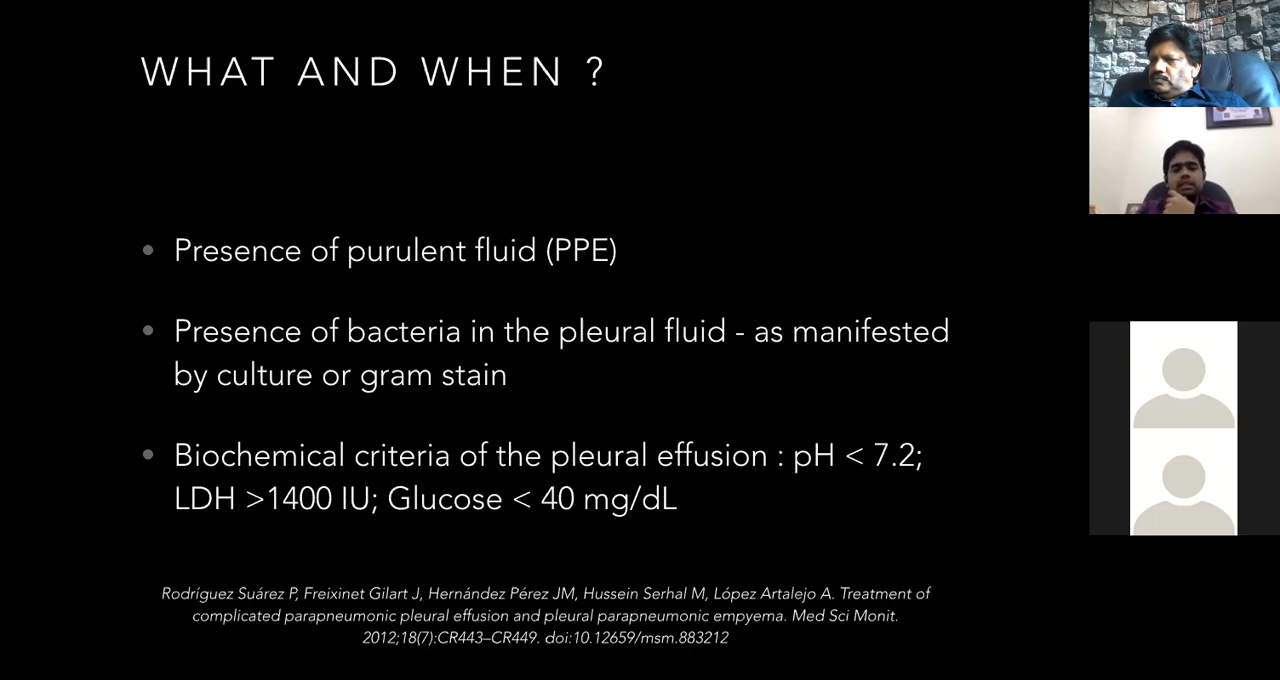 WHAT AND WHEN ?
• Presence of purulent fluid (PPE)
• Presence of bacteria in the pleural fluid - as manifested
by culture or gram stain
• Biochemical criteria of the pleural effusion : pH < 7.2;
LDH >1400 IU; Glucose < 40 mg/dL
Rodríguez Suárez P, Freixinet Gilart J, Hernández Pérez JM, Hussein Serhal M, López Artalejo A. Treatment of
complicated parapneumonic pleural effusion and pleural parapneumonic empyema. Med Sci Monit.
2012;18(7):CR443–CR449. doi:10.12659/msm.883212